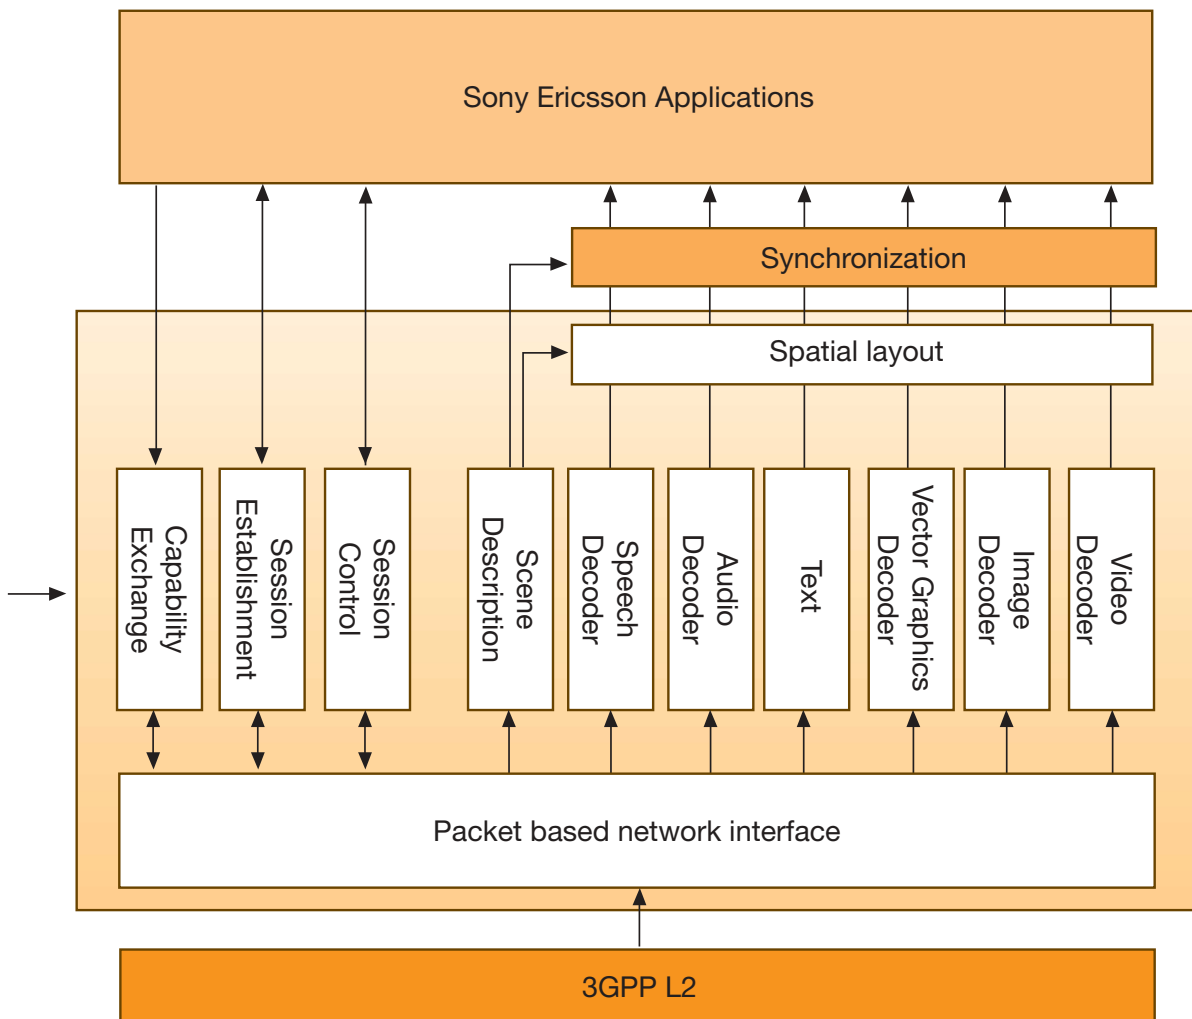 Sony Ericsson Applications
Synchronization
Spatial layout
Capability
Exchange
Session
Establishment
Session
Control
Scene
Description
Speech
Decoder
Audio
Decoder
Text
Vector Graphics
Decoder
Image
Decoder
Video
Decoder
Packet based network interface
3GPP L2